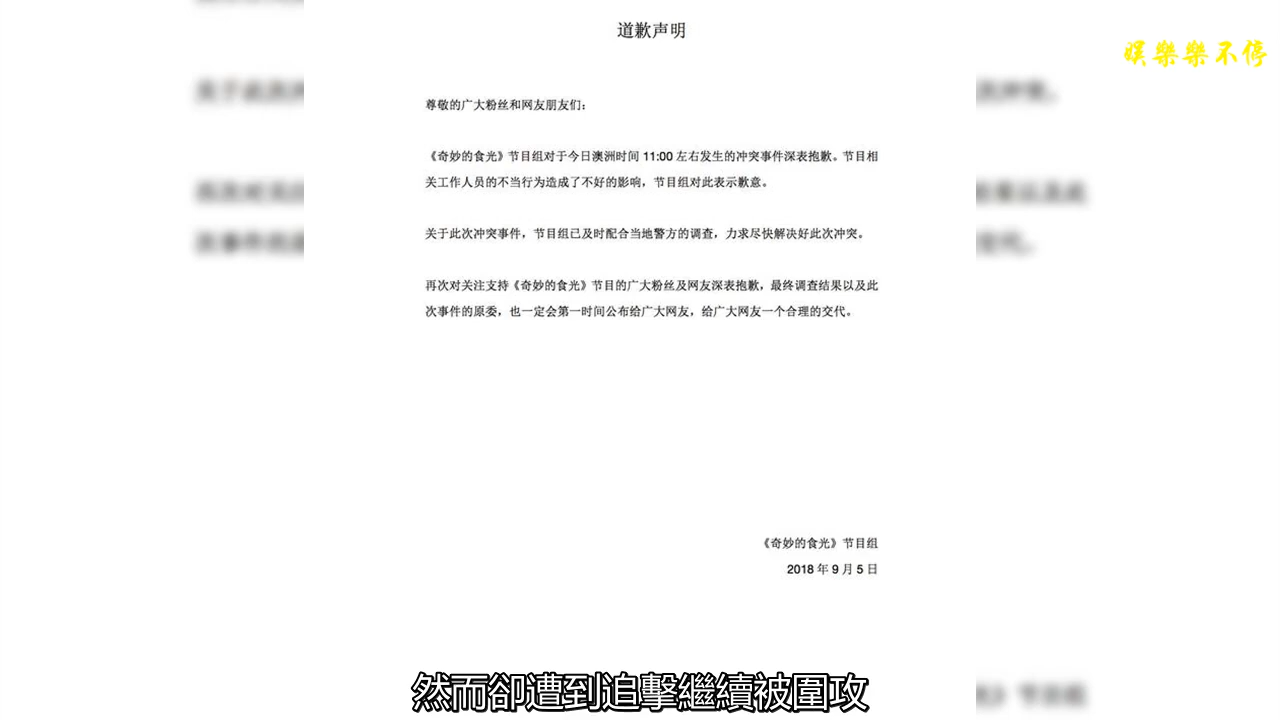 道歉声明
娱樂樂不停
尊敬的广大粉丝和网友朋友们：
《奇妙的食光》节目组对于今日澳洲时间 11:00 左右发生的冲突事件深表抱歉。节目相
关工作人员的不当行为造成了不好的影响，节目组对此表示歉意。
关于此次冲突事件，节目组已及时配合当地警方的调查，力求尽快解决好此次冲突。
再次对关注支持《奇妙的食光》节目的广大粉丝及网友深表抱歉，最终调查结果以及此
次事件的原委，也一定会第一时间公布给广大网友，给广大网友一个合理的交代。
《奇妙的食光》节目组
2018 年 9 月 5 日
然而卻遭到追擊繼續被圍攻